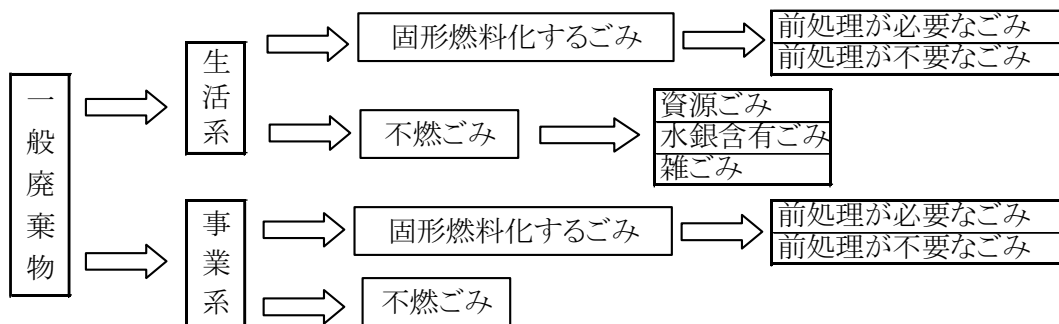 一般廃棄物
生活系
固形燃料化するごみ
前処理が必要なごみ
前処理が不要なごみ
不燃ごみ
資源ごみ
水銀含有ごみ
雑ごみ
事業系
固形燃料化するごみ
前処理が必要なごみ
前処理が不要なごみ
不燃ごみ